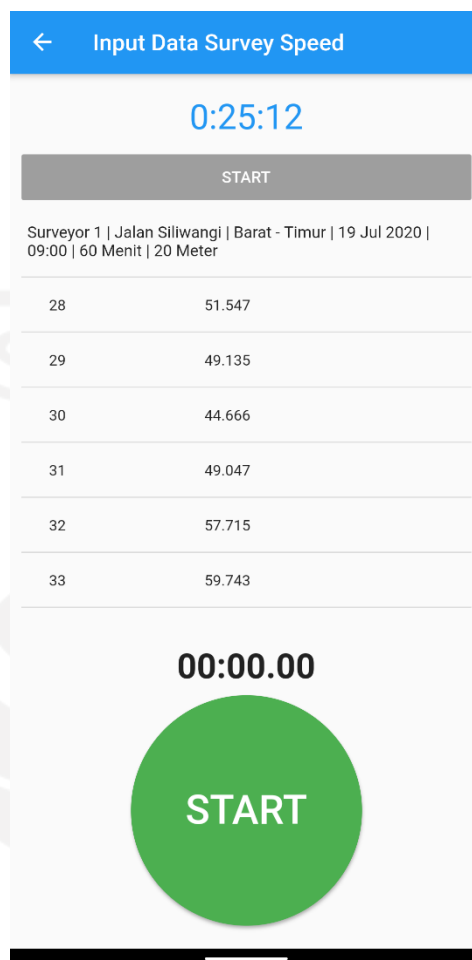 Input Data Survey Speed
0:25:12
START
Surveyor 1 | Jalan Siliwangi | Barat - Timur | 19 Jul 2020 |
09:00 | 60 Menit | 20 Meter
28 51.547
29 49.135
30 44.666
31 49.047
32 57.715
33 59.743
00:00.00
START